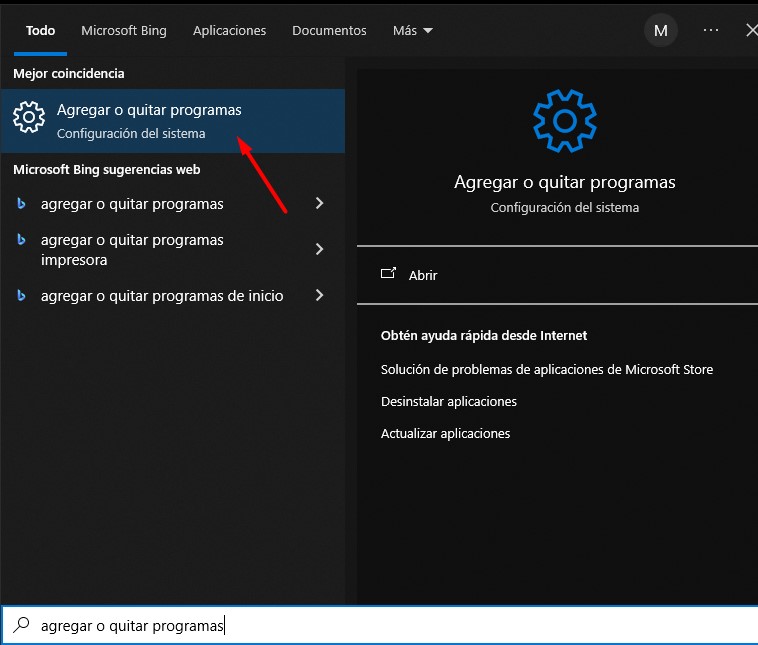 Todo Microsoft Bing Aplicaciones Documentos Más M ...
Mejor coincidencia
Agregar o quitar programas
Configuración del sistema
Microsoft Bing sugerencias web
agregar o quitar programas
agregar o quitar programas
impresora
agregar o quitar programas de inicio
Agregar o quitar programas
Configuración del sistema
Abrir
Obtén ayuda rápida desde Internet
Solución de problemas de aplicaciones de Microsoft Store
Desinstalar aplicaciones
Actualizar aplicaciones
agregar o quitar programas